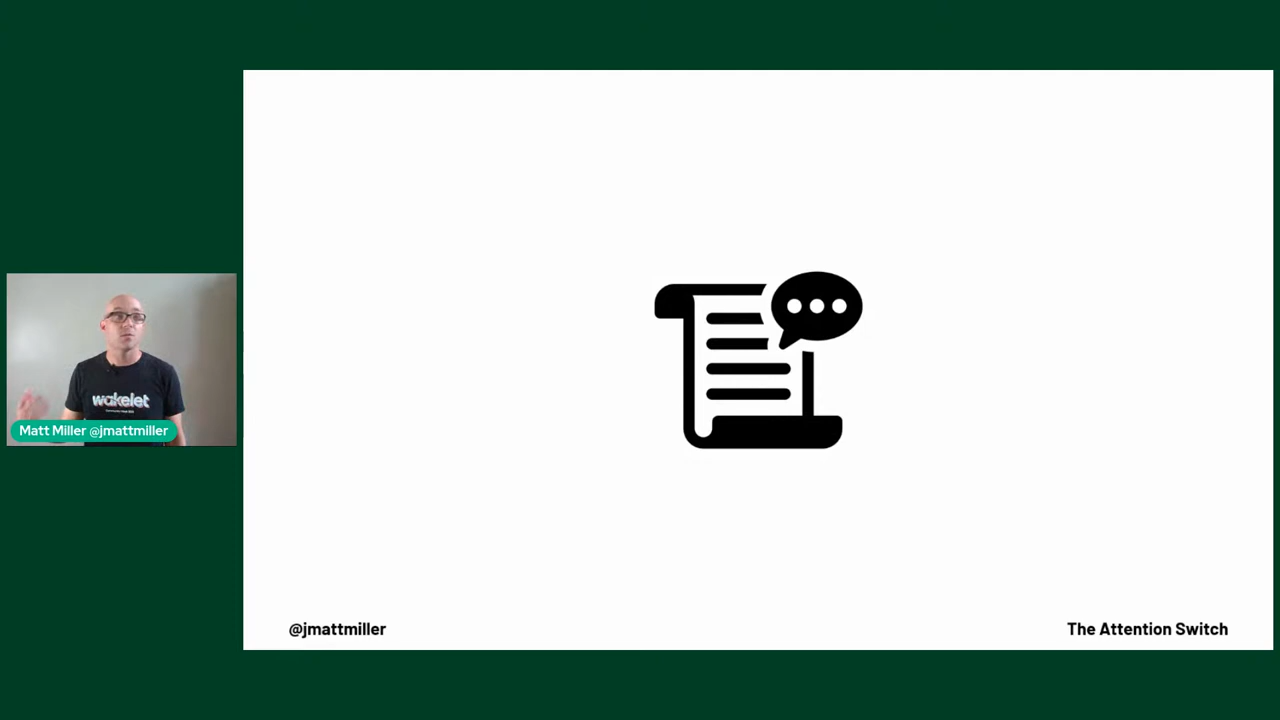 wakelet
Matt Miller @jmattmiller
@jmattmiller
The Attention Switch